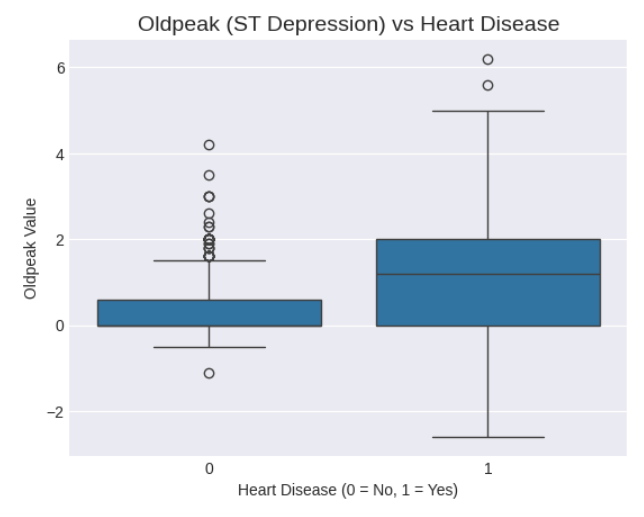 Oldpeak (ST Depression) vs Heart Disease
Oldpeak Value
6
4
2
0
−2
0
1
Heart Disease (0 = No, 1 = Yes)